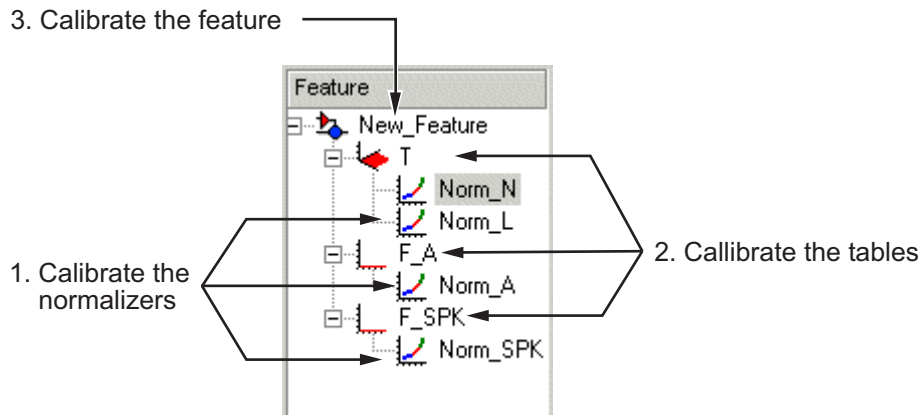 3. Calibrate the feature
Feature
New_Feature
T
Norm_N
Norm_L
F_A
Norm_A
F_SPK
Norm_SPK
1. Calibrate the
normalizers
2. Callibrate the tables